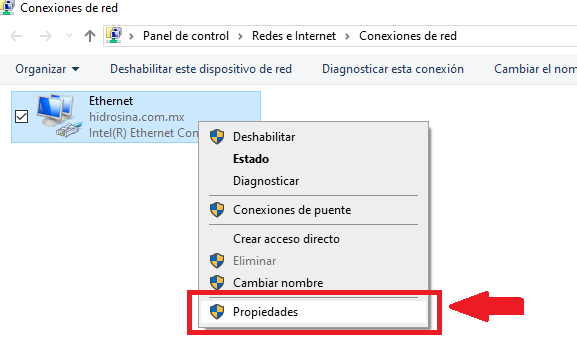 Conexiones de red
Panel de control > Redes e Internet > Conexiones de red
Organizar Deshabilitar este dispositivo de red Diagnosticar esta conexión Cambiar el nom
Ethernet
hidrosina.com.mx
Intel(R) Ethernet Con
Deshabilitar
Estado
Diagnosticar
Conexiones de puente
Crear acceso directo
Eliminar
Cambiar nombre
Propiedades